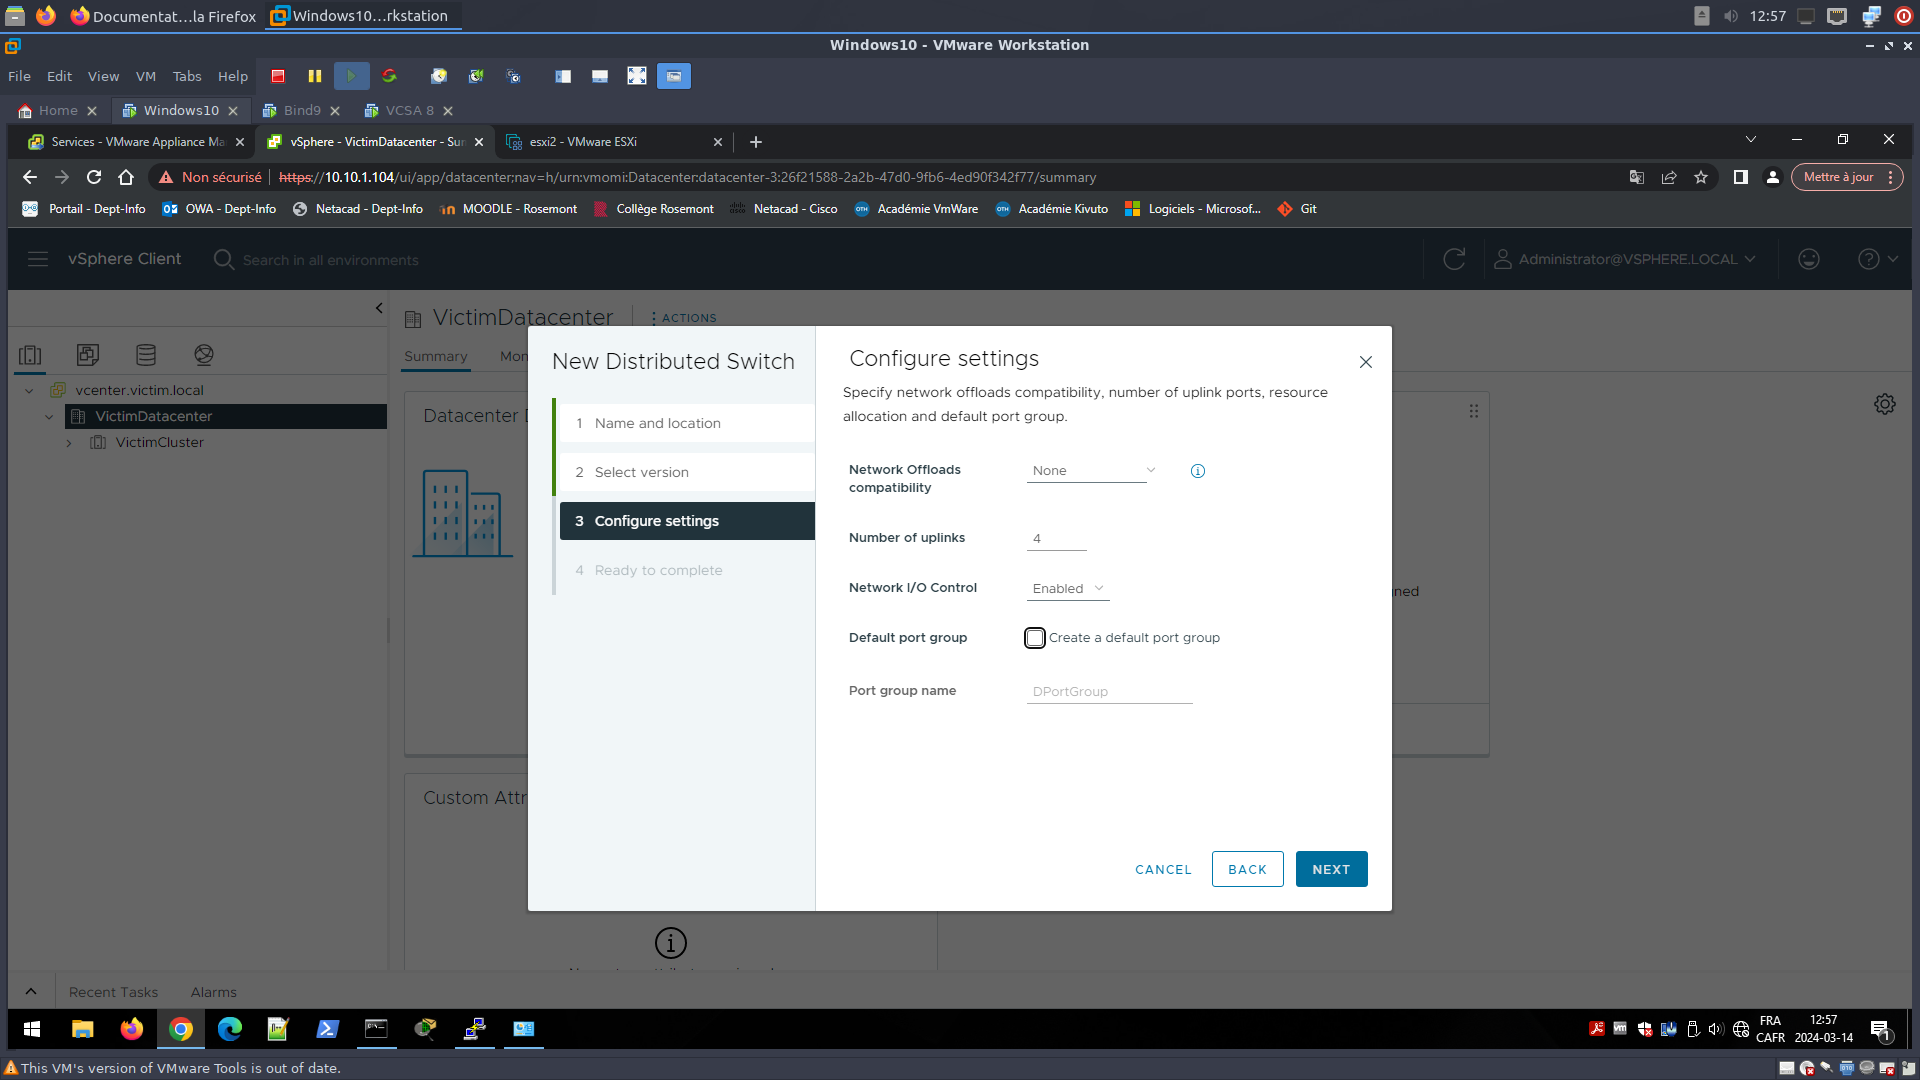 Documentat...la Firefox
Windows10...rkstation
12:57
Windows10 - VMware Workstation
File Edit View VM Tabs Help
Home
Windows10
Bind9
VCSA 8
Services - VMware Appliance Ma
vSphere - VictimDatacenter - Sum
esxi2 - VMware ESXi
Non sécurisé
https://10.10.1.104/ui/app/datacenter;nav=h/urn:vmomi:Datacenter:datacenter-3:26f21588-2a2b-47d0-9fb6-4ed90f342f77/summary
Mettre à jour
Portail - Dept-Info
OWA - Dept-Info
Netacad - Dept-Info
MOODLE - Rosemont
Collège Rosemont
Netacad - Cisco
Académie VmWare
Académie Kivuto
Logiciels - Microsof...
Git
vSphere Client
Search in all environments
Administrator@VSPHERE.LOCAL
VictimDatacenter
ACTIONS
Summary
Mon
vcenter.victim.local
VictimDatacenter
VictimCluster
Datacenter D
Custom Attr
New Distributed Switch
1 Name and location
2 Select version
3 Configure settings
4 Ready to complete
Configure settings
Specify network offloads compatibility, number of uplink ports, resource
allocation and default port group.
Network Offloads
compatibility
None
Number of uplinks
4
Network I/O Control
Enabled
Default port group
Create a default port group
Port group name
DPortGroup
CANCEL
BACK
NEXT
Recent Tasks
Alarms
FRA
CAFR
12:57
2024-03-14
1
This VM's version of VMware Tools is out of date.